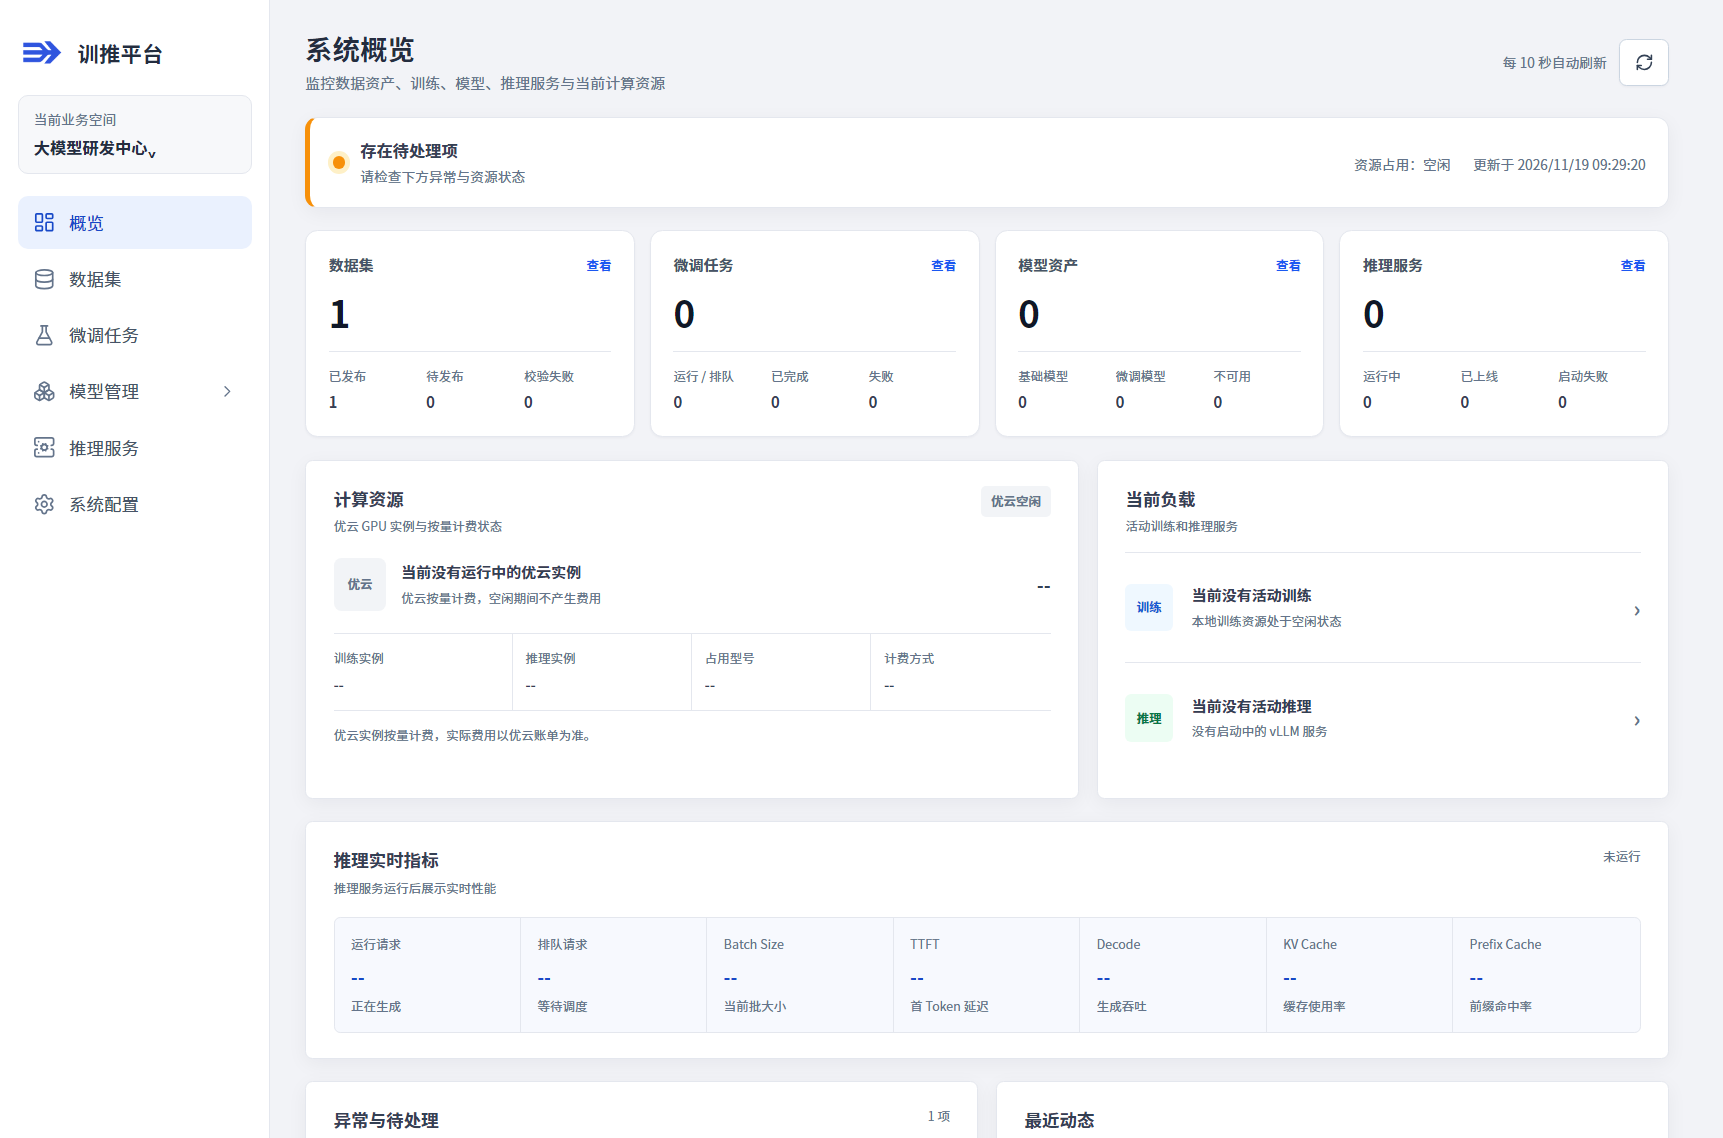 训推平台
当前业务空间
大模型研发中心
概览
数据集
微调任务
模型管理
推理服务
系统配置
系统概览
监控数据资产、训练、模型、推理服务与当前计算资源
每 10 秒自动刷新
存在待处理项
请检查下方异常与资源状态
资源占用：空闲 更新于 2026/11/19 09:29:20
数据集 查看
1
已发布 待发布 校验失败
1 0 0
微调任务 查看
0
运行 / 排队 已完成 失败
0 0 0
模型资产 查看
0
基础模型 微调模型 不可用
0 0 0
推理服务 查看
0
运行中 已上线 启动失败
0 0 0
计算资源
优云 GPU 实例与按量计费状态
优云空闲
优云
当前没有运行中的优云实例
优云按量计费，空闲期间不产生费用
--
训练实例 推理实例 占用型号 计费方式
-- -- -- --
优云实例按量计费，实际费用以优云账单为准。
当前负载
活动训练和推理服务
训练
当前没有活动训练
本地训练资源处于空闲状态
推理
当前没有活动推理
没有启动中的 vLLM 服务
推理实时指标
推理服务运行后展示实时性能
未运行
运行请求 排队请求 Batch Size TTFT Decode KV Cache Prefix Cache
-- -- -- -- -- -- --
正在生成 等待调度 当前批大小 首 Token 延迟 生成吞吐 缓存使用率 前缀命中率
异常与待处理 1 项
最近动态